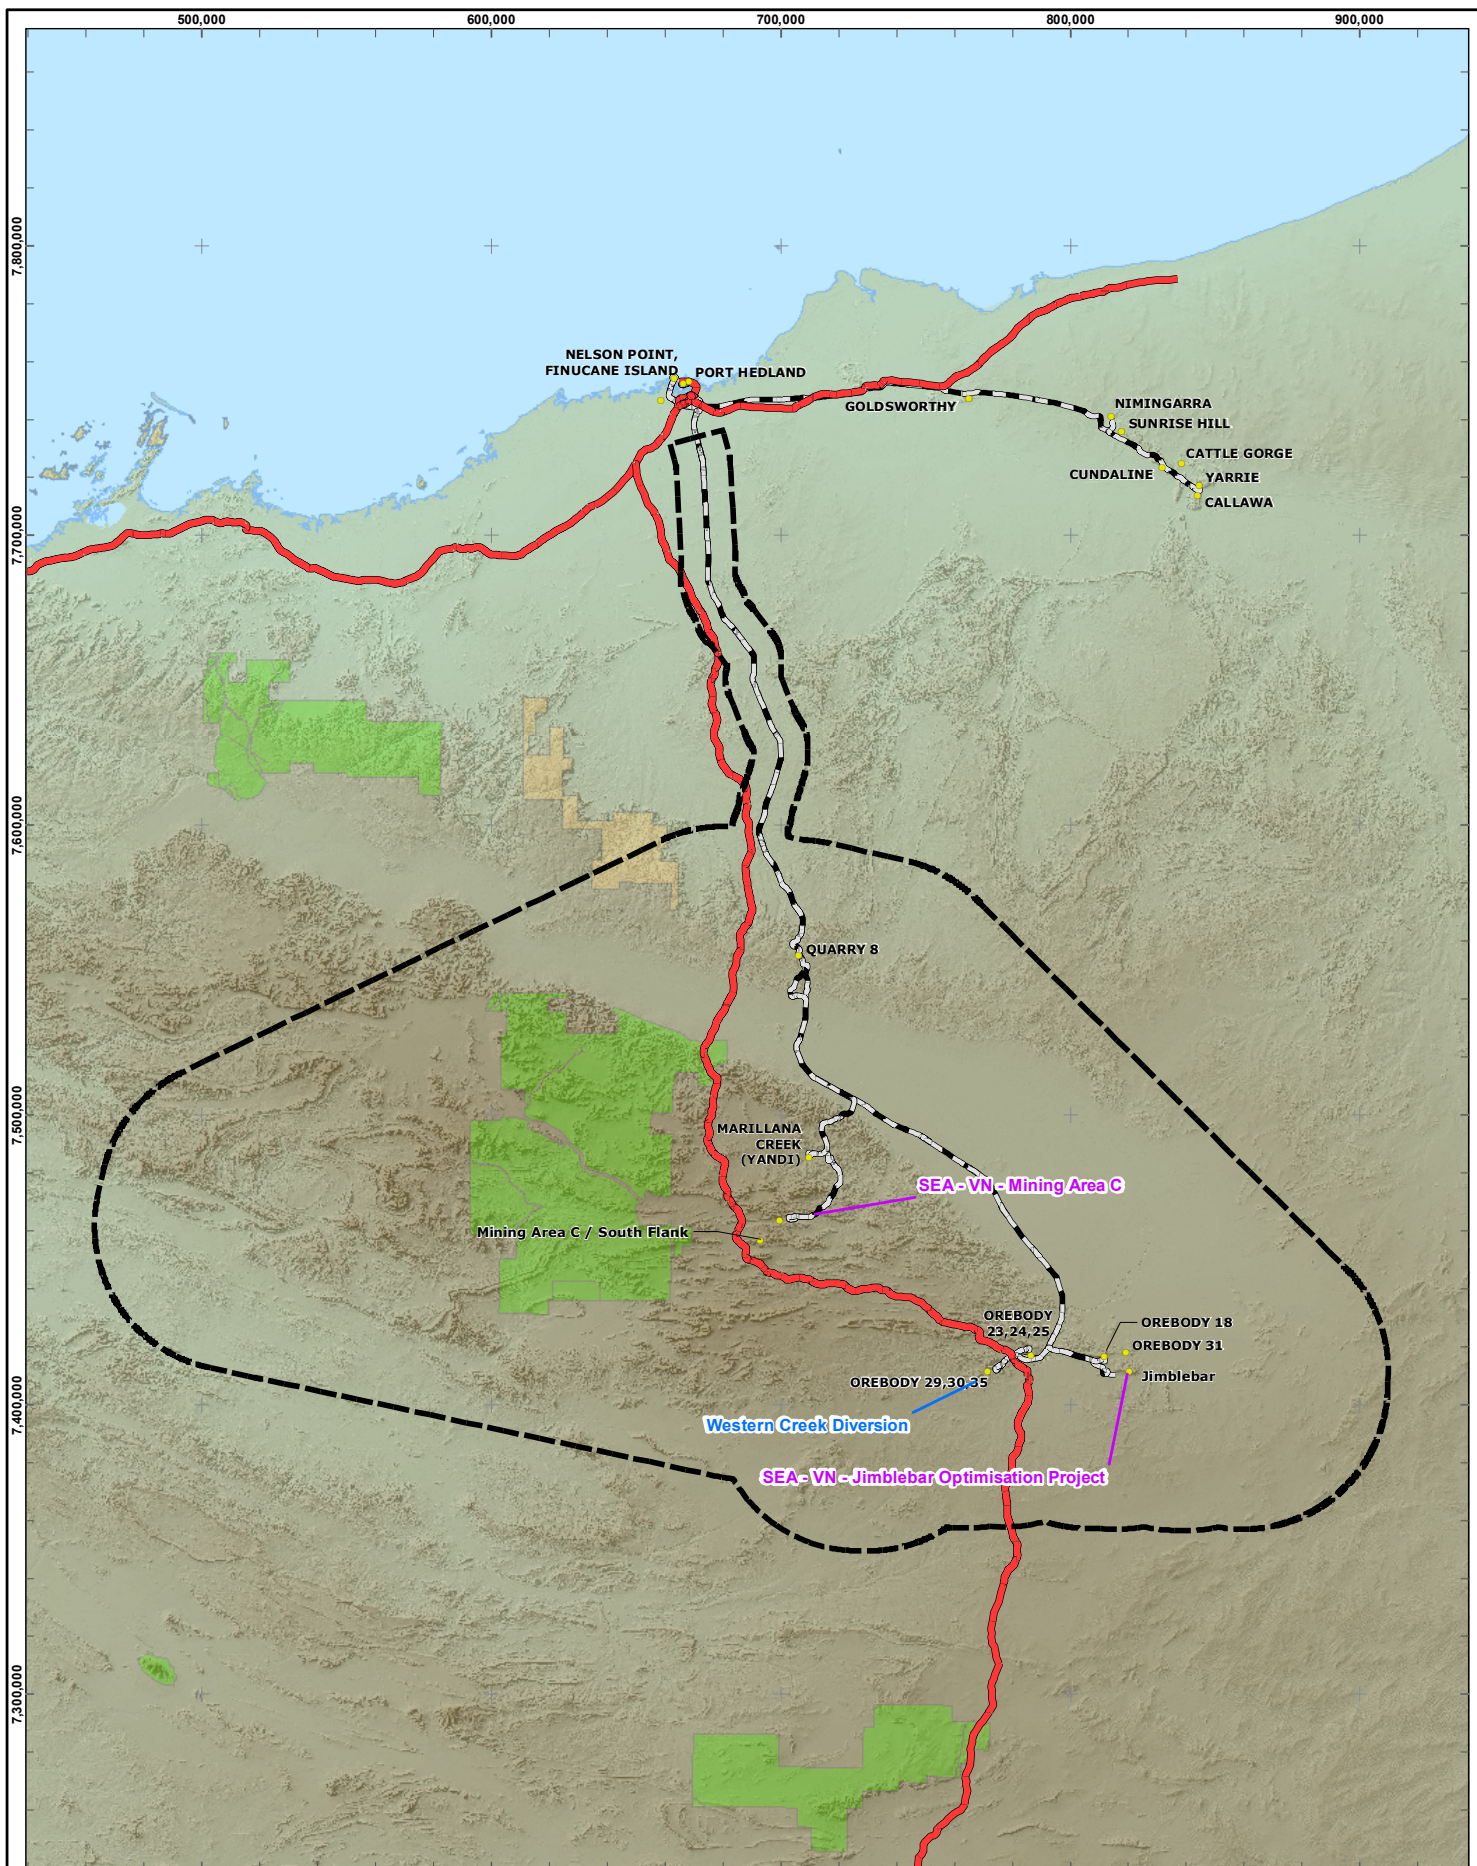 500,000
600,000
700,000
800,000
900,000
7,800,000
NELSON POINT,
FINUCANE ISLAND
PORT HEDLAND
GOLDSWORTHY
NIMINGARRA
SUNRISE HILL
CATTLE GORGE
CUNDALINE
YARRIE
CALLAWA
7,700,000
7,600,000
QUARRY 8
7,500,000
MARILLANA
CREEK
(YANDI)
SEA - VN - Mining Area C
Mining Area C / South Flank
OREBODY
23,24,25
OREBODY 18
OREBODY 31
Jimblebar
OREBODY 29,30,35
7,400,000
Western Creek Diversion
SEA - VN - Jimblebar Optimisation Project
7,300,000